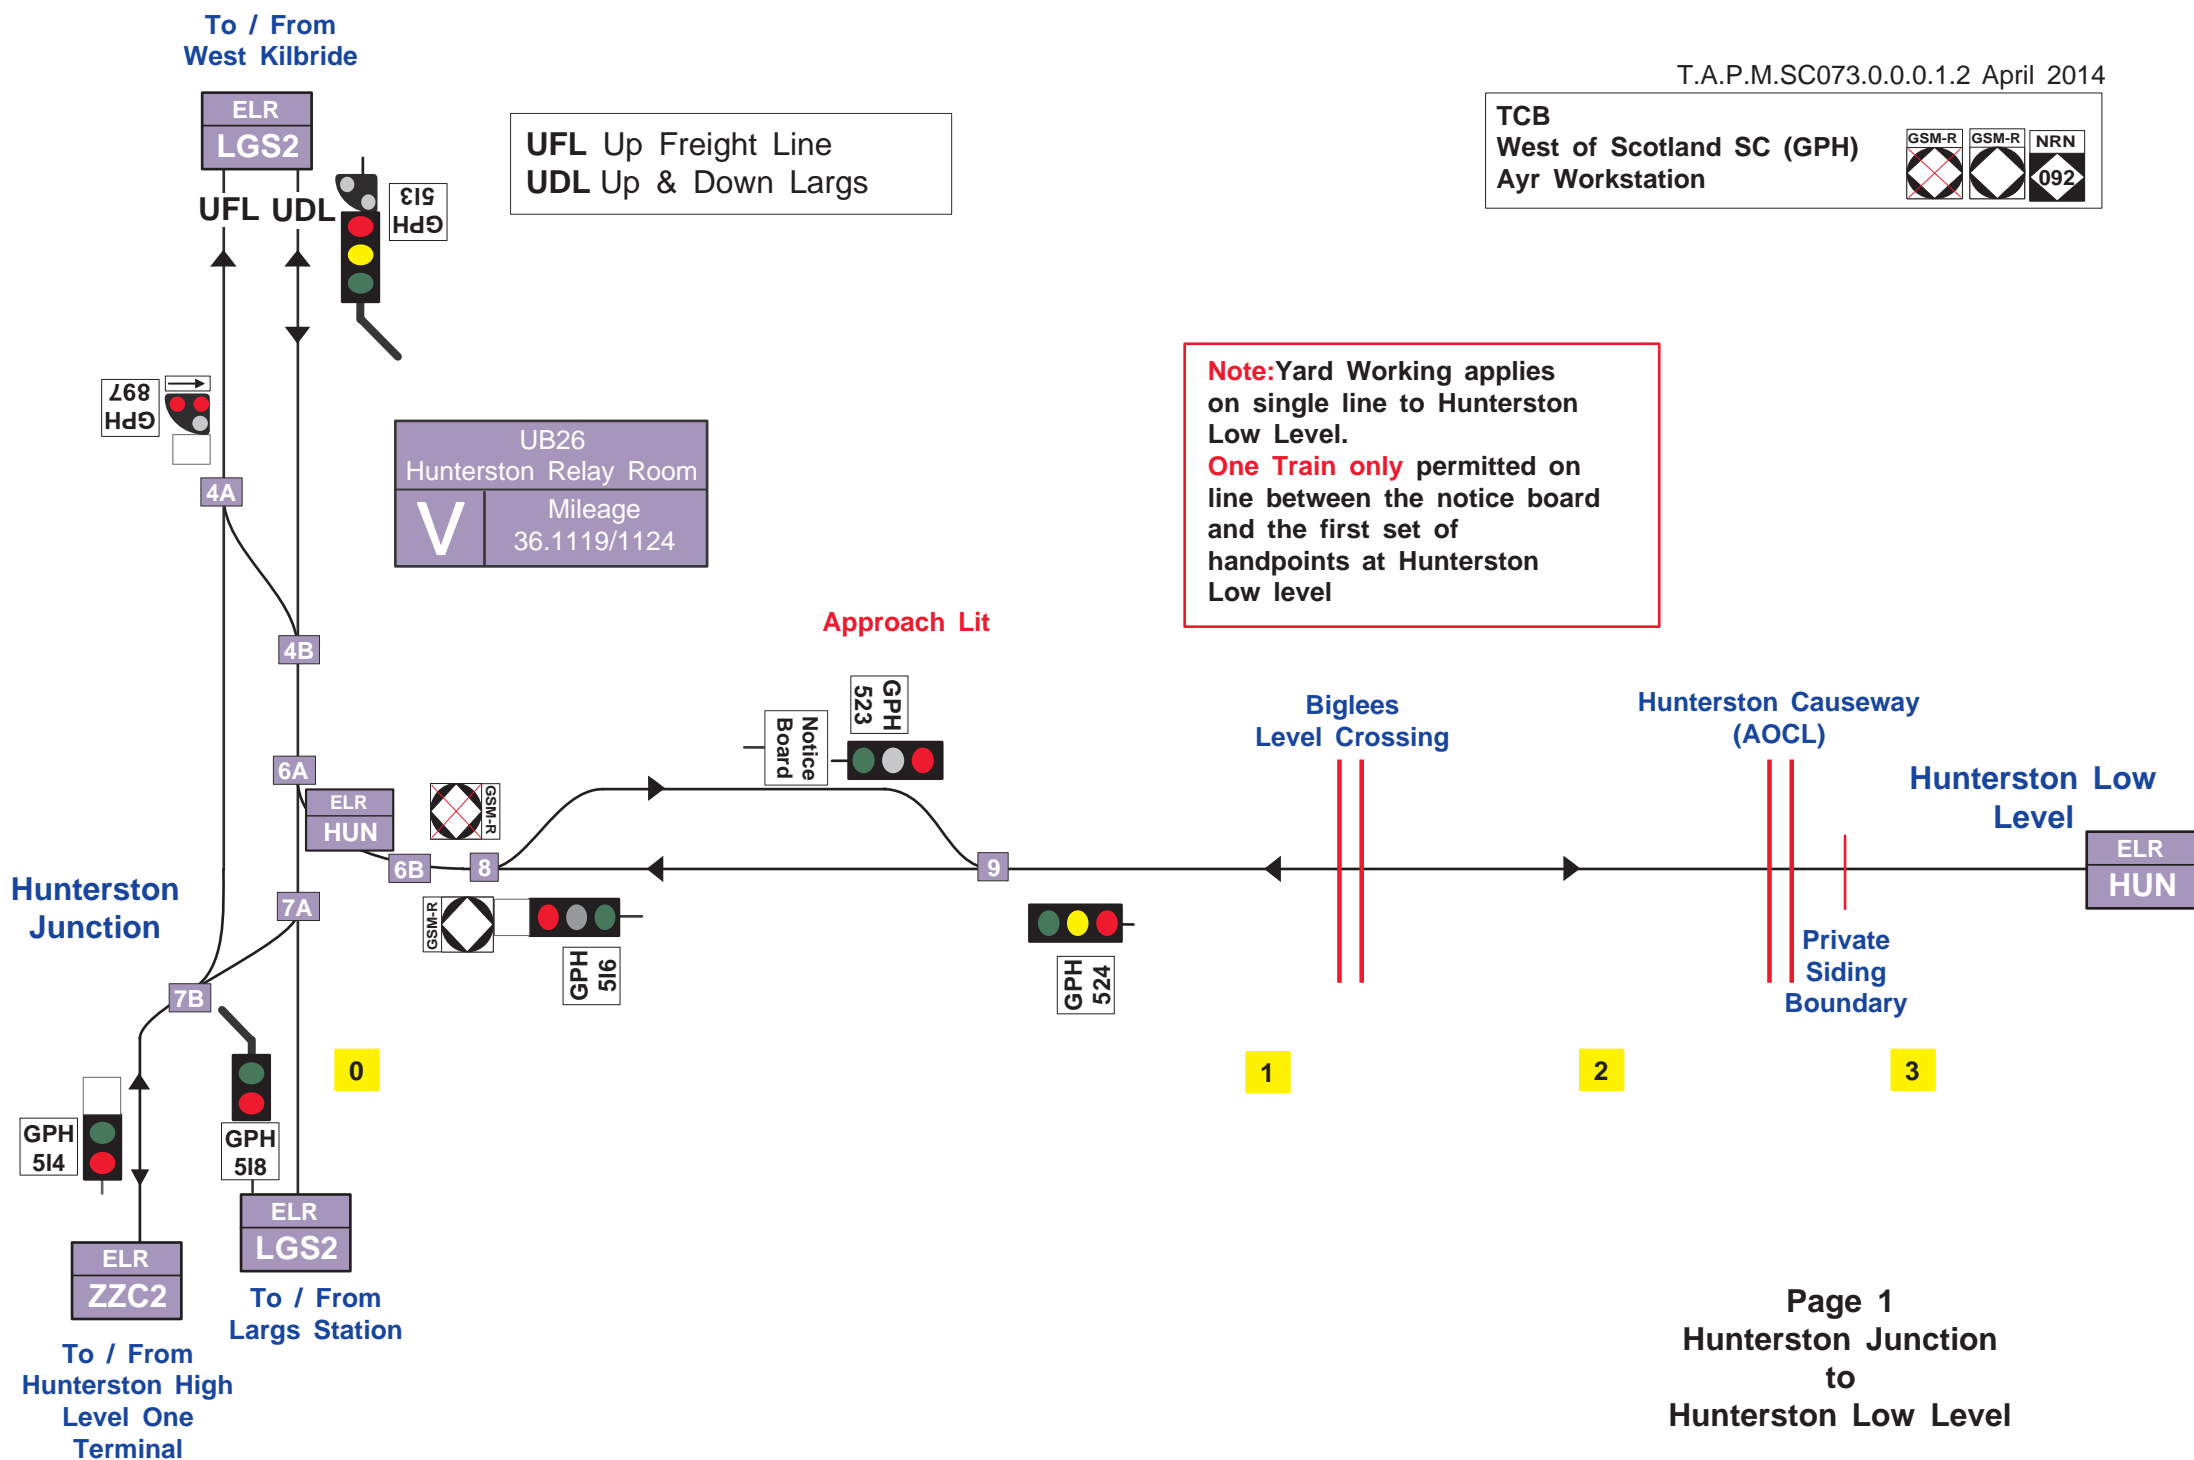 To / From
West Kilbride
ELR
LGS2
UFL UDL
GPH
513
UFL Up Freight Line
UDL Up & Down Largs
T.A.P.M.SC073.0.0.0.1.2 April 2014
TCB
West of Scotland SC (GPH)
Ayr Workstation
GSM-R
GSM-R
NRN
092
GPH
897
4A
UB26
Hunterston Relay Room
V
Mileage
36.1119/1124
Note:Yard Working applies
on single line to Hunterston
Low Level.
One Train only permitted on
line between the notice board
and the first set of
handpoints at Hunterston
Low level
Approach Lit
4B
GPH
523
Notice
Board
Biglees
Level Crossing
Hunterston Causeway
(AOCL)
Hunterston Low
Level
6A
ELR
HUN
GSM-R
6B
8
9
ELR
HUN
Hunterston
Junction
7A
GSM-R
GPH
516
GPH
524
Private
Siding
Boundary
7B
0
1
2
3
GPH
514
GPH
518
ELR
LGS2
ELR
ZZC2
To / From
Largs Station
To / From
Hunterston High
Level One
Terminal
Page 1
Hunterston Junction
to
Hunterston Low Level